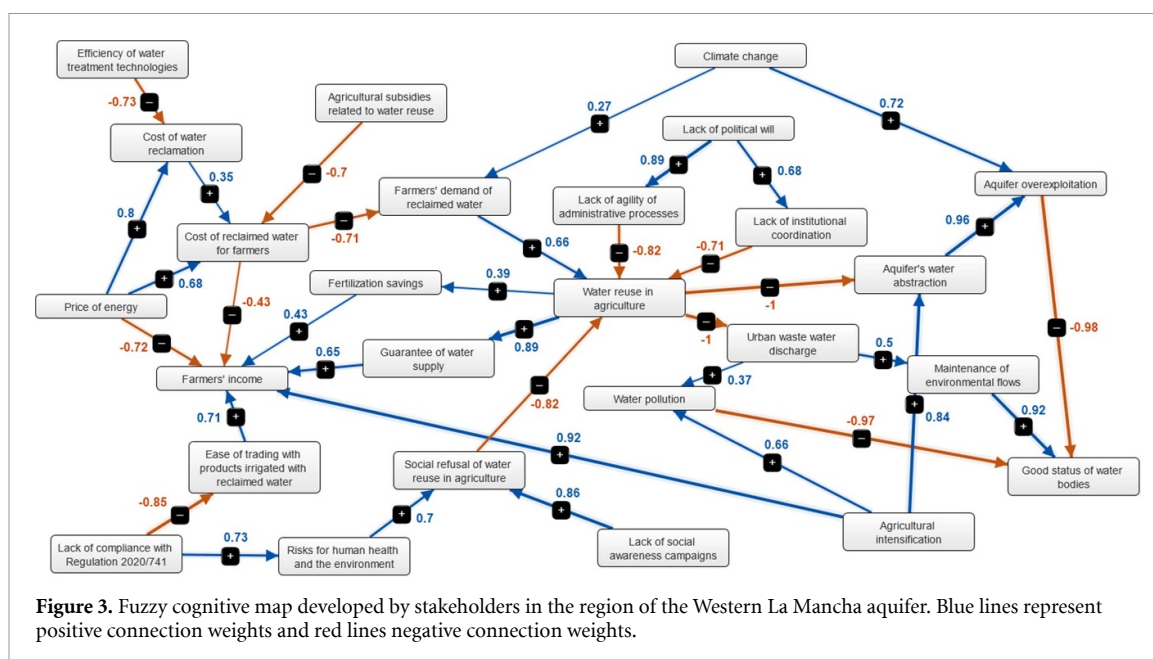 Efficiency of water
treatment technologies
Climate change
-0.73
Agricultural subsidies
related to water reuse
0.27
0.72
Cost of water
reclamation
Lack of political will
0.35
-0.7
0.89
0.68
Farmers' demand of
reclaimed water
Lack of agility of
administrative processes
Aquifer overexploitation
0.8
Cost of reclaimed water
for farmers
-0.71
Lack of institutional
coordination
0.96
0.66
-0.82
-0.71
0.68
Fertilization savings
0.39
Water reuse in
agriculture
Aquifer's water
abstraction
Price of energy
-0.43
-1
0.43
-1
-0.98
-0.72
0.89
Urban waste water
discharge
0.65
Guarantee of water
supply
0.5
Farmers' income
0.37
Maintenance of
environmental flows
Water pollution
-0.82
0.71
0.84
0.92
-0.97
0.92
Ease of trading with
products irrigated with
reclaimed water
Social refusal of water
reuse in agriculture
0.66
Good status of water
bodies
-0.85
0.86
0.7
Agricultural
intensification
Lack of compliance with
Regulation 2020/741
0.73
Risks for human health
and the environment
Lack of social
awareness campaigns
Figure 3. Fuzzy cognitive map developed by stakeholders in the region of the Western La Mancha aquifer. Blue lines represent
positive connection weights and red lines negative connection weights.